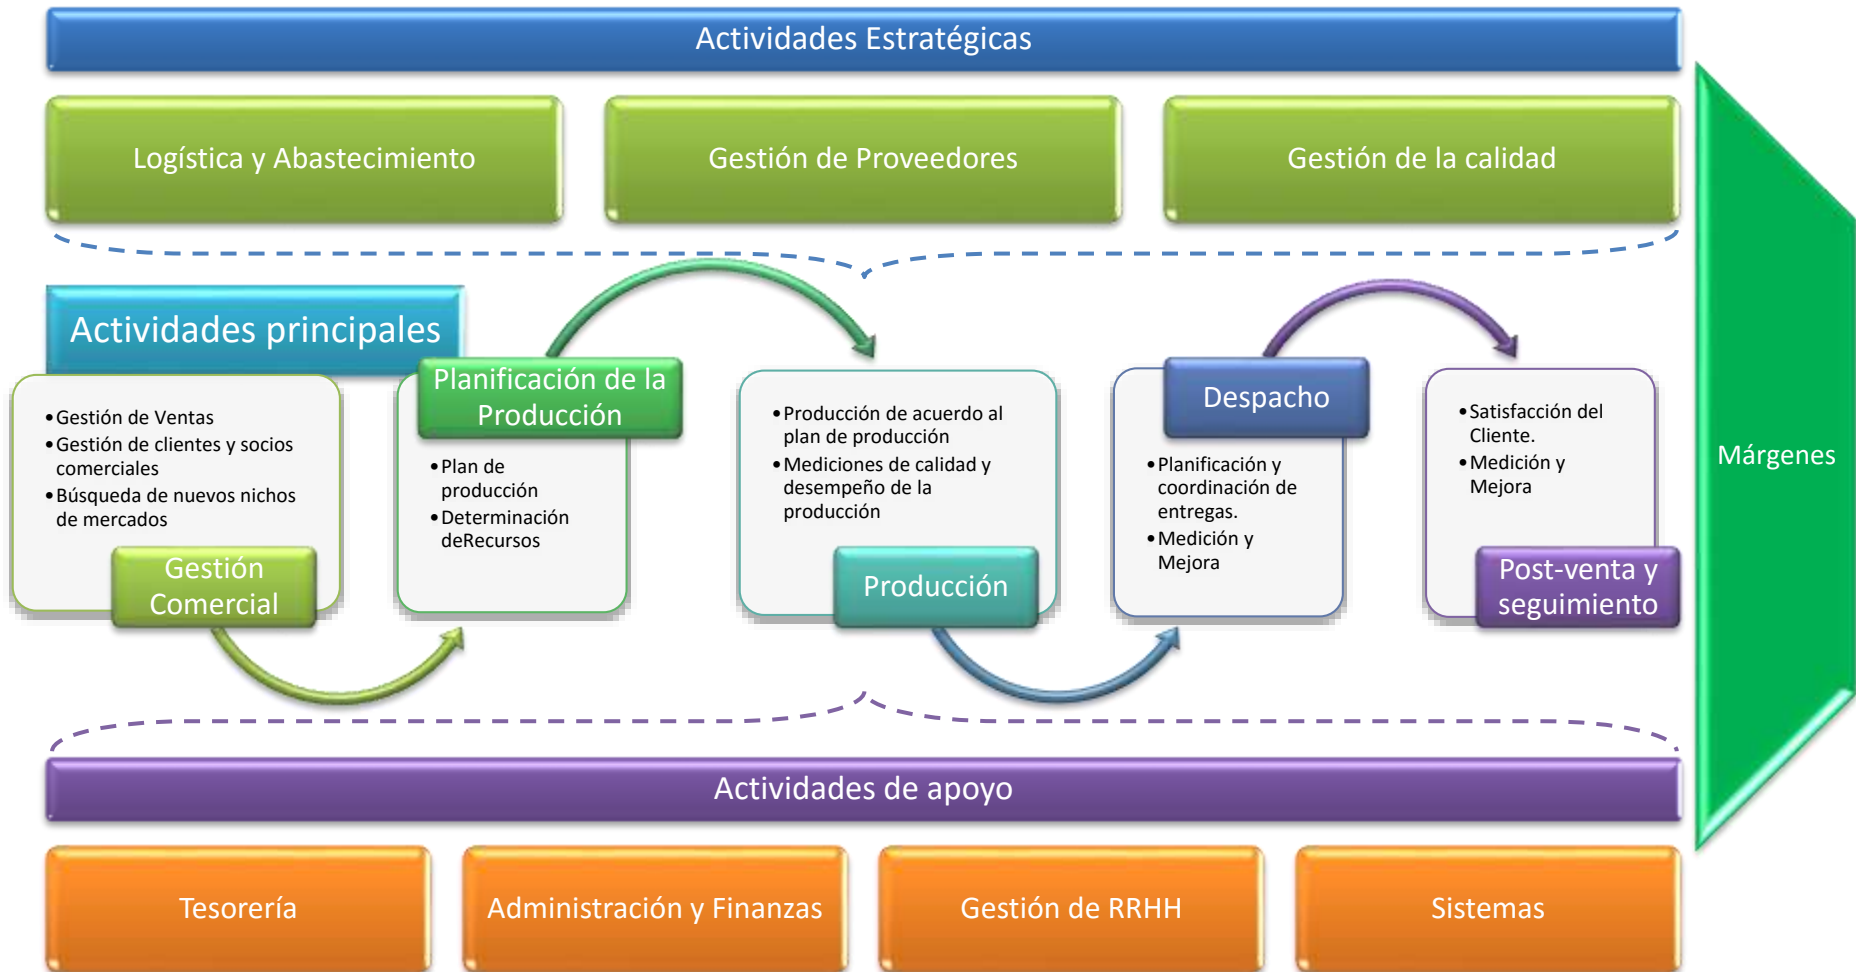 Actividades Estratégicas
Logística y Abastecimiento
Gestión de Proveedores
Gestión de la calidad
Actividades principales
•Gestión de Ventas
•Gestión de clientes y socios
comerciales
•Búsqueda de nuevos nichos
de mercados
Gestión
Comercial
Planificación de la
Producción
•Plan de
producción
•Determinación
deRecursos
•Producción de acuerdo al
plan de producción
•Mediciones de calidad y
desempeño de la
producción
Producción
Despacho
•Planificación y
coordinación de
entregas.
•Medición y
Mejora
•Satisfacción del
Cliente.
•Medición y
Mejora
Post-venta y
seguimiento
Márgenes
Actividades de apoyo
Tesorería
Administración y Finanzas
Gestión de RRHH
Sistemas